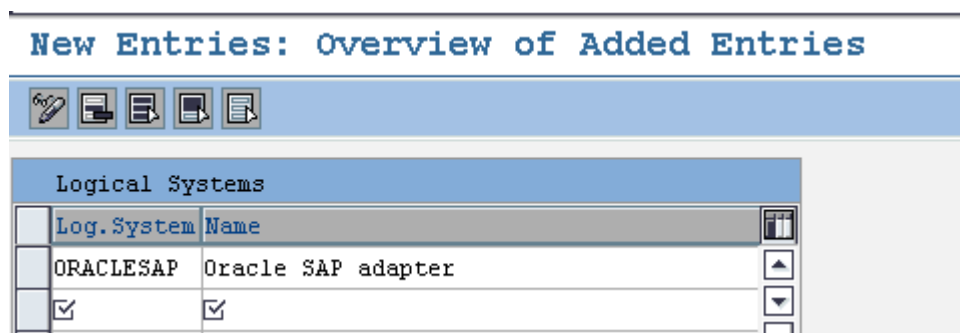 New Entries: Overview of Added Entries
Logical Systems
Log.System Name
ORACLESAP Oracle SAP adapter